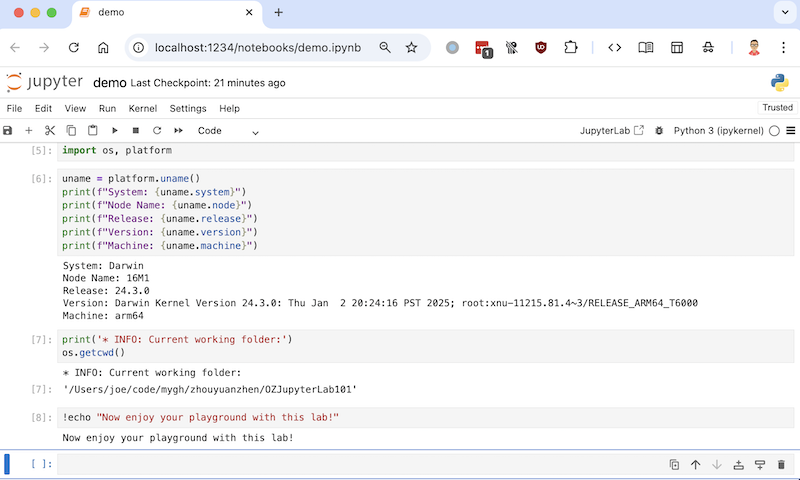 demo
localhost:1234/notebooks/demo.ipynb
1
UD
jupyter demo Last Checkpoint: 21 minutes ago
File Edit View Run Kernel Settings Help
Trusted
Code
JupyterLab
Python 3 (ipykernel)
[5]: import os, platform
[6]: uname = platform.uname()
print(f"System: {uname.system}")
print(f"Node Name: {uname.node}")
print(f"Release: {uname.release}")
print(f"Version: {uname.version}")
print(f"Machine: {uname.machine}")
System: Darwin
Node Name: 16M1
Release: 24.3.0
Version: Darwin Kernel Version 24.3.0: Thu Jan  2 20:24:16 PST 2025; root:xnu-11215.81.4~3/RELEASE_ARM64_T6000
Machine: arm64
[7]: print('* INFO: Current working folder:')
os.getcwd()
* INFO: Current working folder:
[7]: '/Users/joe/code/mygh/zhouyuanzhen/OZJupyterLab101'
[8]: !echo "Now enjoy your playground with this lab!"
Now enjoy your playground with this lab!
[ ]: